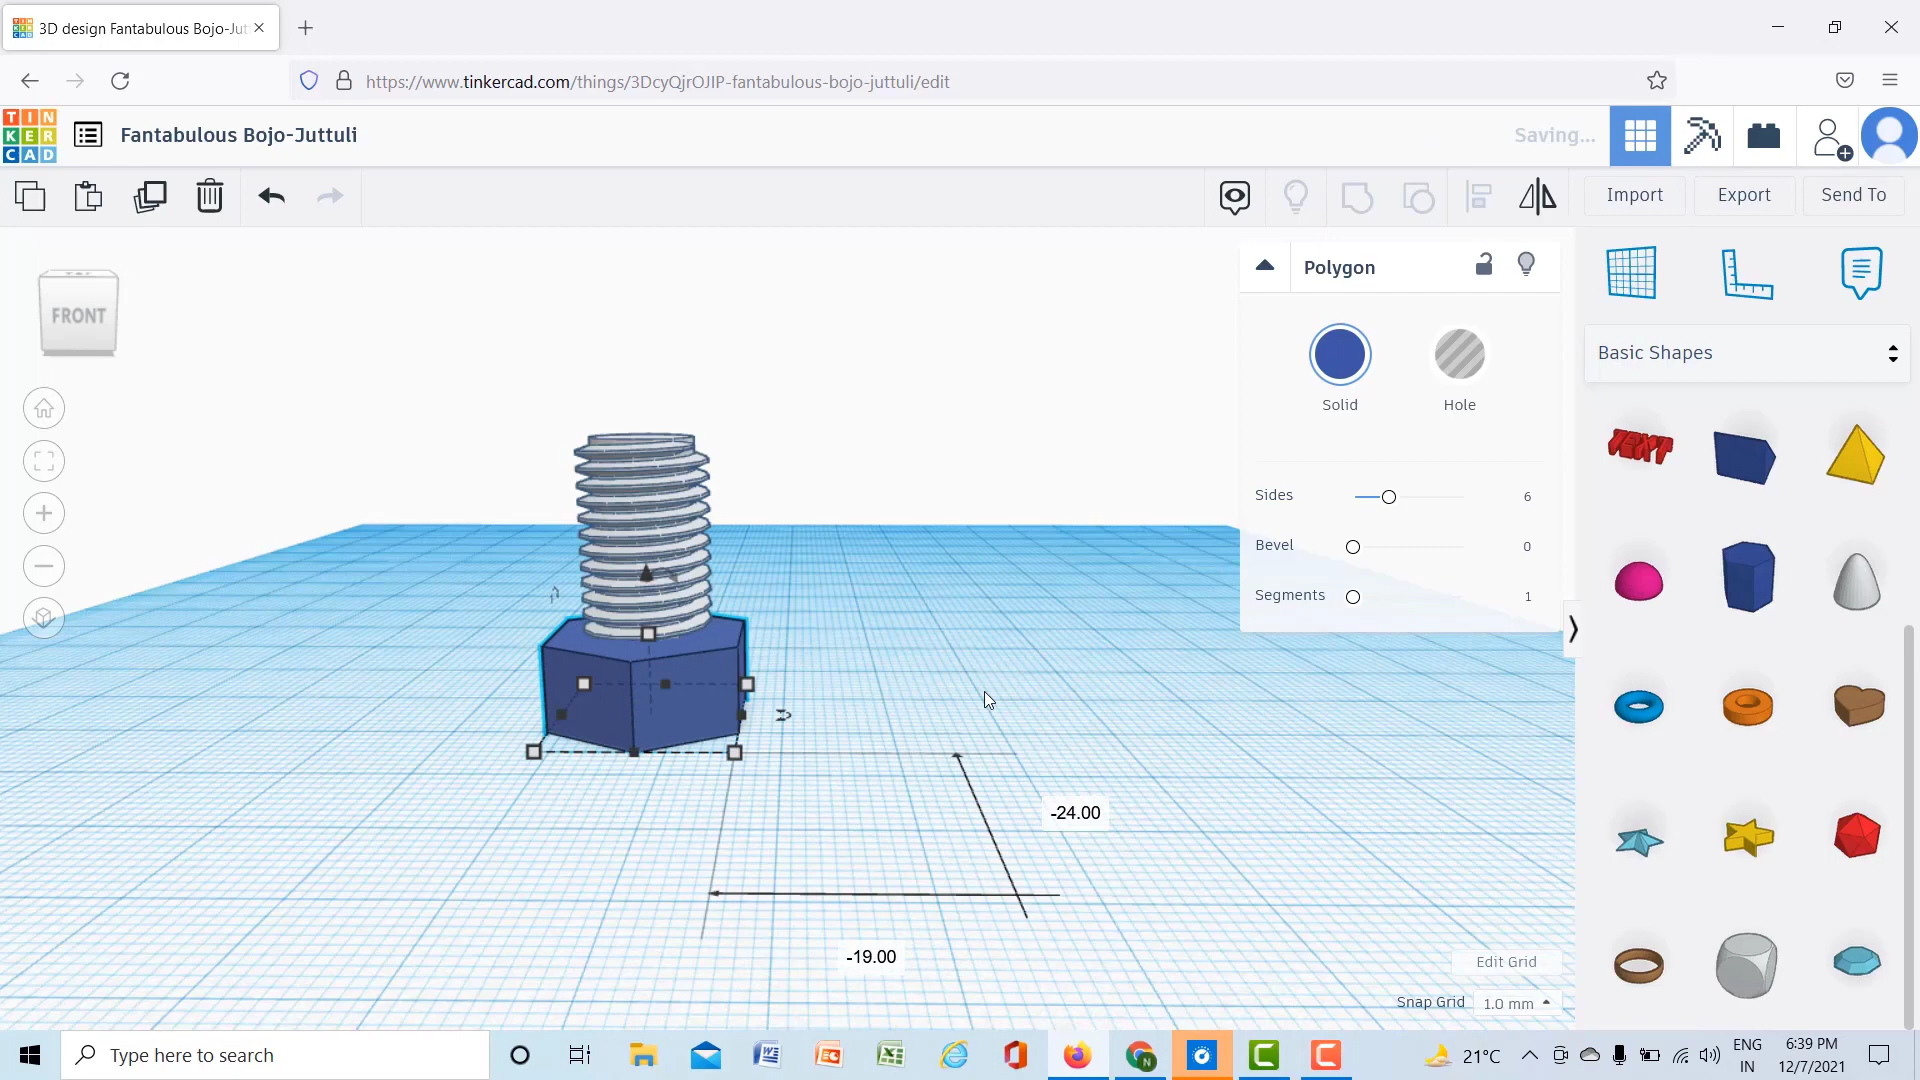 3D design Fantabulous Bojo-Jut
https://www.tinkercad.com/things/3DcyQjrOJIP-fantabulous-bojo-juttuli/edit
TIN
KER
CAD
Fantabulous Bojo-Juttuli
Saving...
Import
Export
Send To
TOP
FRONT
Polygon
Solid
Hole
Sides
6
Bevel
0
Segments
1
Basic Shapes
TEXT
-24.00
-19.00
Edit Grid
Snap Grid
1.0 mm
Type here to search
21°C
ENG
IN
6:39 PM
12/7/2021